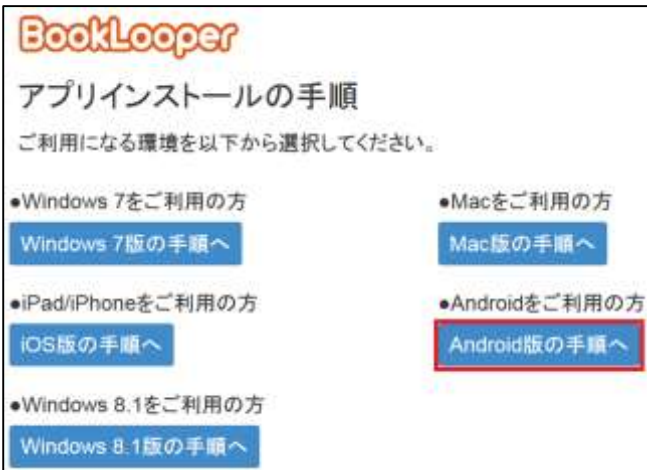 BookLooper
アプリインストールの手順
ご利用になる環境を以下から選択してください。
●Windows 7をご利用の方
Windows 7版の手順へ
●Macをご利用の方
Mac版の手順へ
●iPad/iPhoneをご利用の方
iOS版の手順へ
●Androidをご利用の方
Android版の手順へ
●Windows 8.1をご利用の方
Windows 8.1版の手順へ